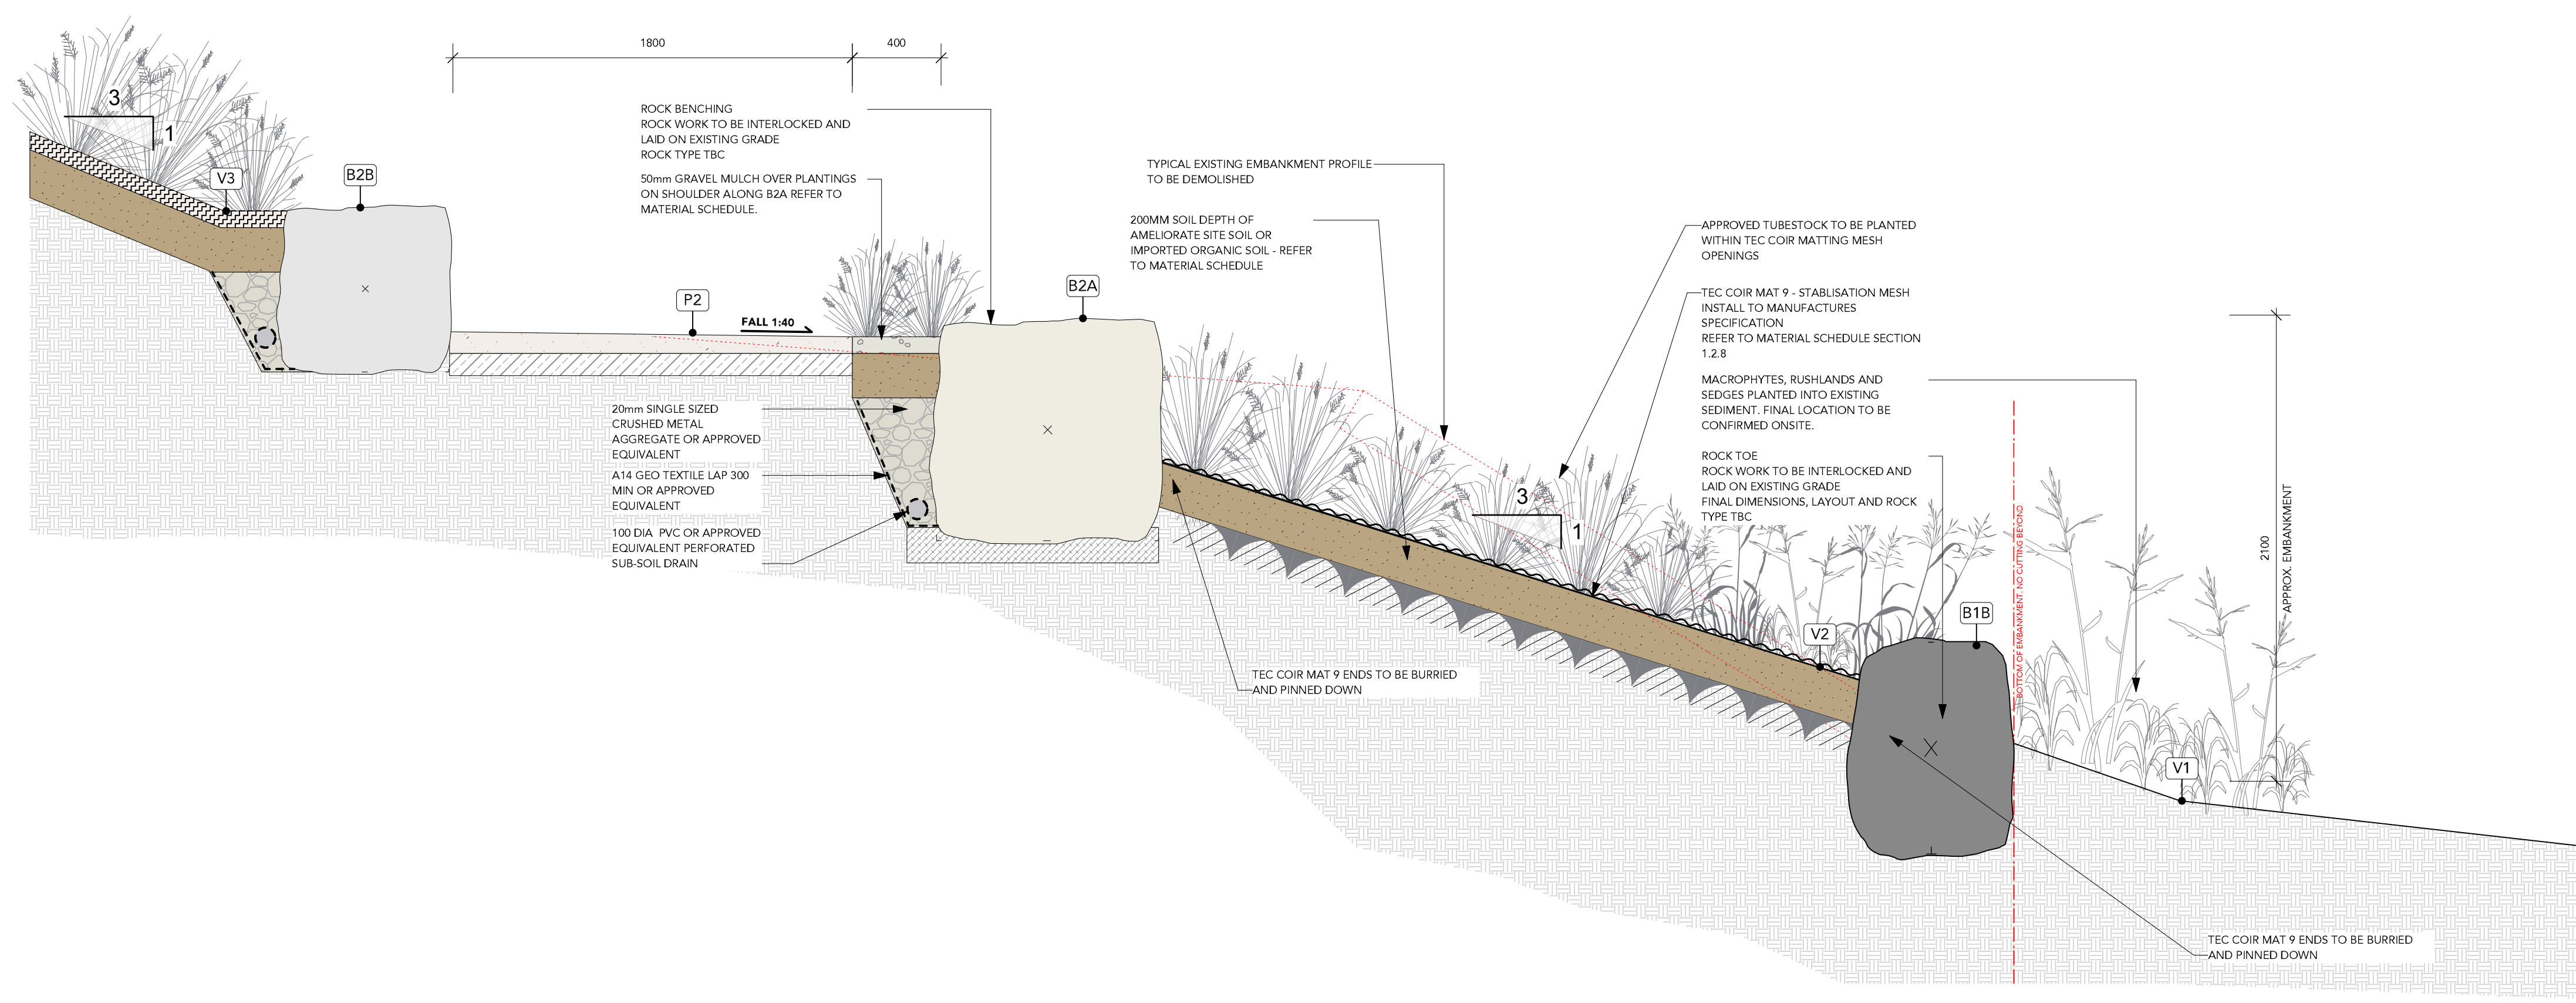 1800
400
3
1
V3
B2B
ROCK BENCHING
ROCK WORK TO BE INTERLOCKED AND
LAID ON EXISTING GRADE
ROCK TYPE TBC
50mm GRAVEL MULCH OVER PLANTINGS
ON SHOULDER ALONG B2A REFER TO
MATERIAL SCHEDULE.
P2
FALL 1:40
B2A
20mm SINGLE SIZED
CRUSHED METAL
AGGREGATE OR APPROVED
EQUIVALENT
A14 GEO TEXTILE LAP 300
MIN OR APPROVED
EQUIVALENT
100 DIA  PVC OR APPROVED
EQUIVALENT PERFORATED
SUB-SOIL DRAIN
TYPICAL EXISTING EMBANKMENT PROFILE
TO BE DEMOLISHED
200MM SOIL DEPTH OF
AMELIORATE SITE SOIL OR
IMPORTED ORGANIC SOIL - REFER
TO MATERIAL SCHEDULE
3
1
TEC COIR MAT 9 ENDS TO BE BURRIED
AND PINNED DOWN
APPROVED TUBESTOCK TO BE PLANTED
WITHIN TEC COIR MATTING MESH
OPENINGS
TEC COIR MAT 9 - STABLISATION MESH
INSTALL TO MANUFACTURES
SPECIFICATION
REFER TO MATERIAL SCHEDULE SECTION
1.2.8
MACROPHYTES, RUSHLANDS AND
SEDGES PLANTED INTO EXISTING
SEDIMENT. FINAL LOCATION TO BE
CONFIRMED ONSITE.
ROCK TOE
ROCK WORK TO BE INTERLOCKED AND
LAID ON EXISTING GRADE
FINAL DIMENSIONS, LAYOUT AND ROCK
TYPE TBC
V2
B1B
BOTTOM OF EMBANKMENT. NO CUTTING BEYOND
V1
2100
APPROX. EMBANKMENT
TEC COIR MAT 9 ENDS TO BE BURRIED
AND PINNED DOWN